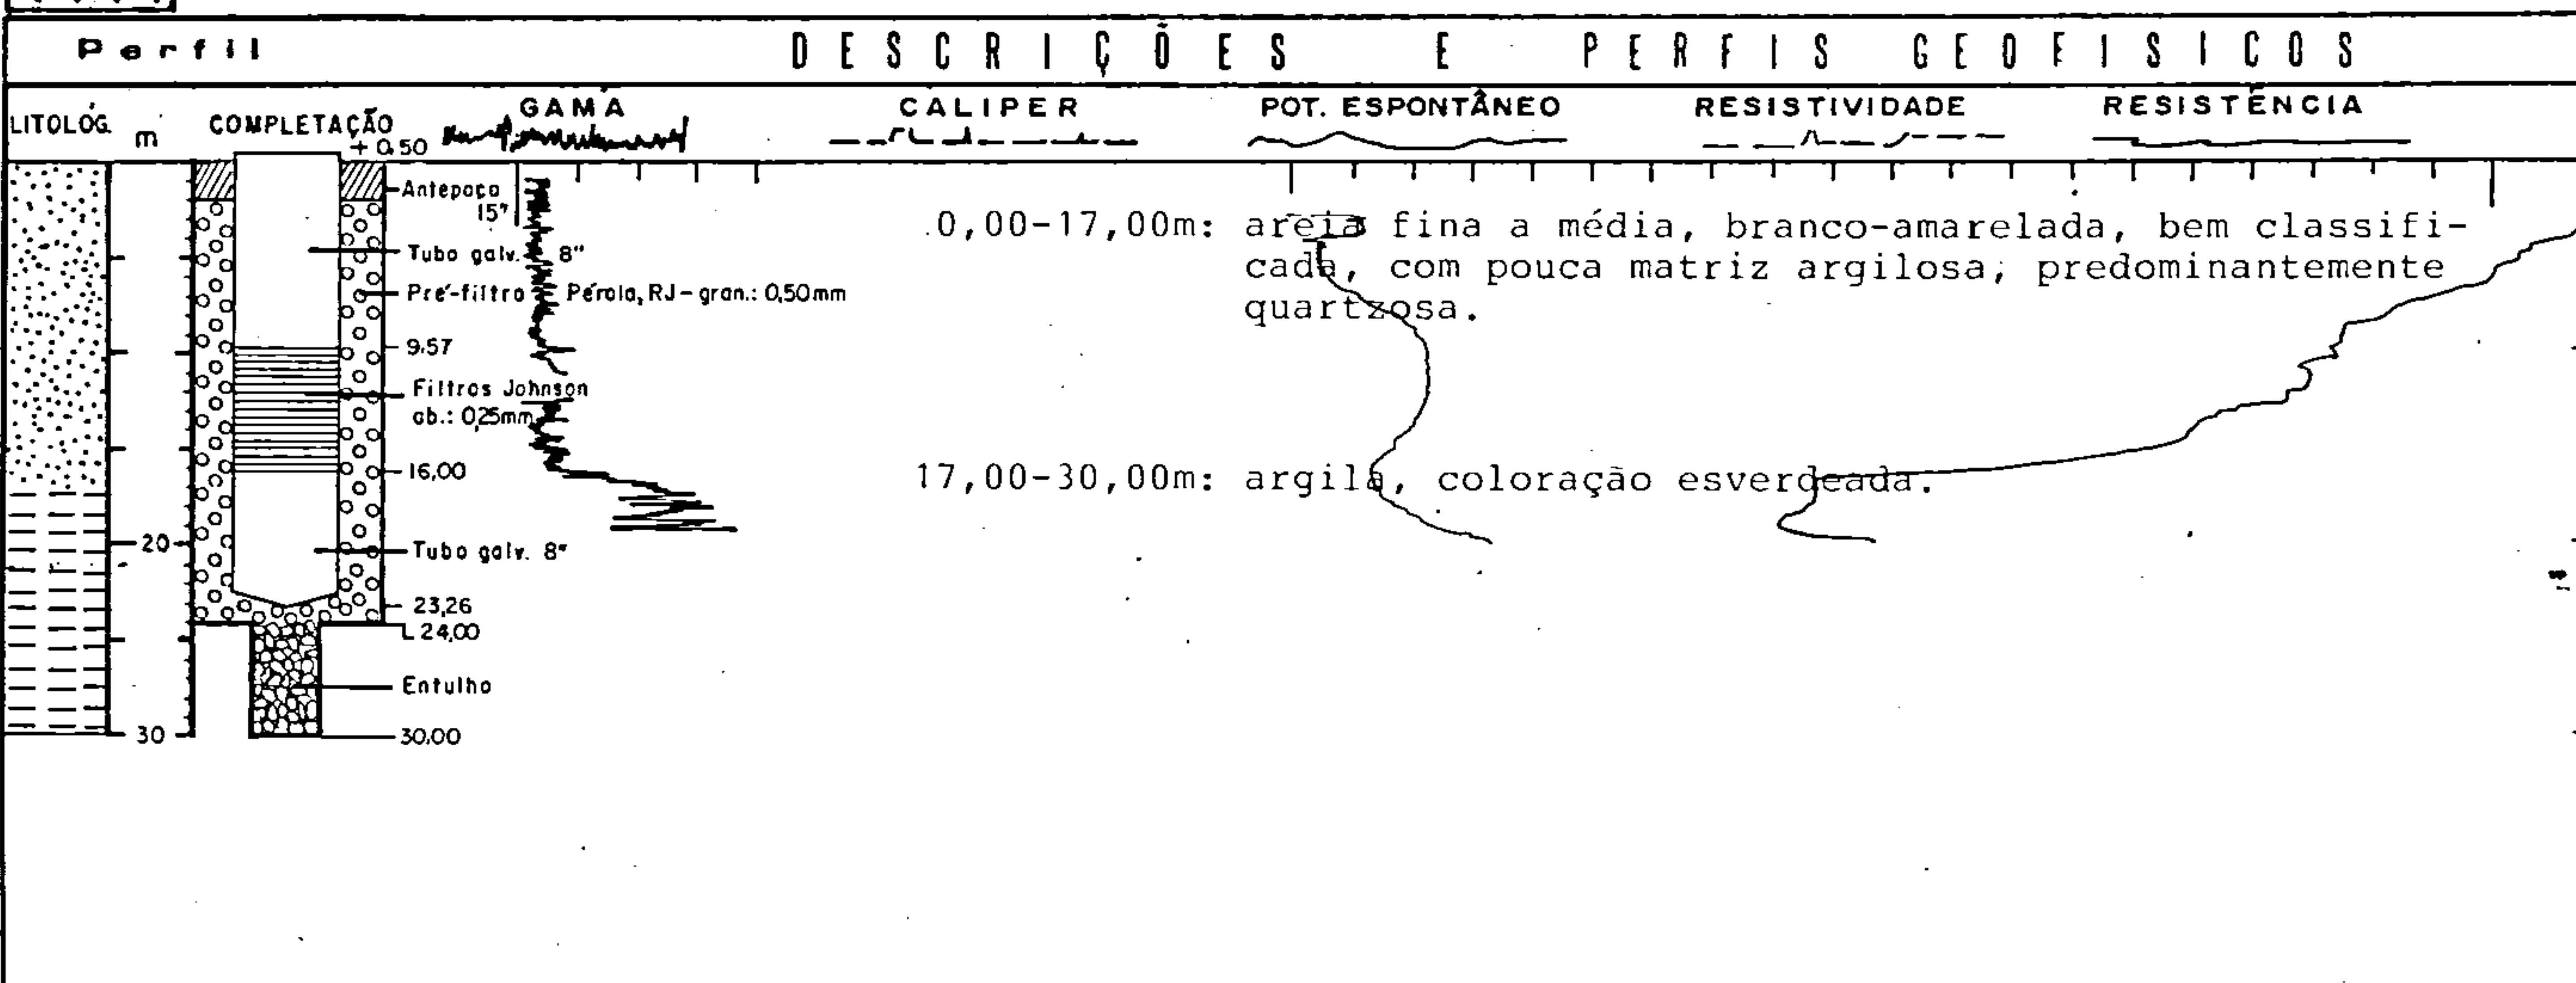 Perfil
DESCRIÇÕES E PERFIS GEOFISICOS
LITOLÓG.
m
COMPLETAÇÃO
GAMA
CALIPER
POT. ESPONTÂNEO
RESISTIVIDADE
RESISTÊNCIA
+ 0,50
Antepoço
15"
Tubo galv. 8"
Pré-filtro Pérola, RJ-gran.: 0,50mm
9,57
Filtros Johnson
ab.: 0,25mm
16,00
20
Tubo galv. 8"
23,26
24,00
Entulho
30
30,00
0,00-17,00m: areia fina a média, branco-amarelada, bem classifi-
cada, com pouca matriz argilosa, predominantemente
quartzosa.
17,00-30,00m: argila, coloração esverdeada.